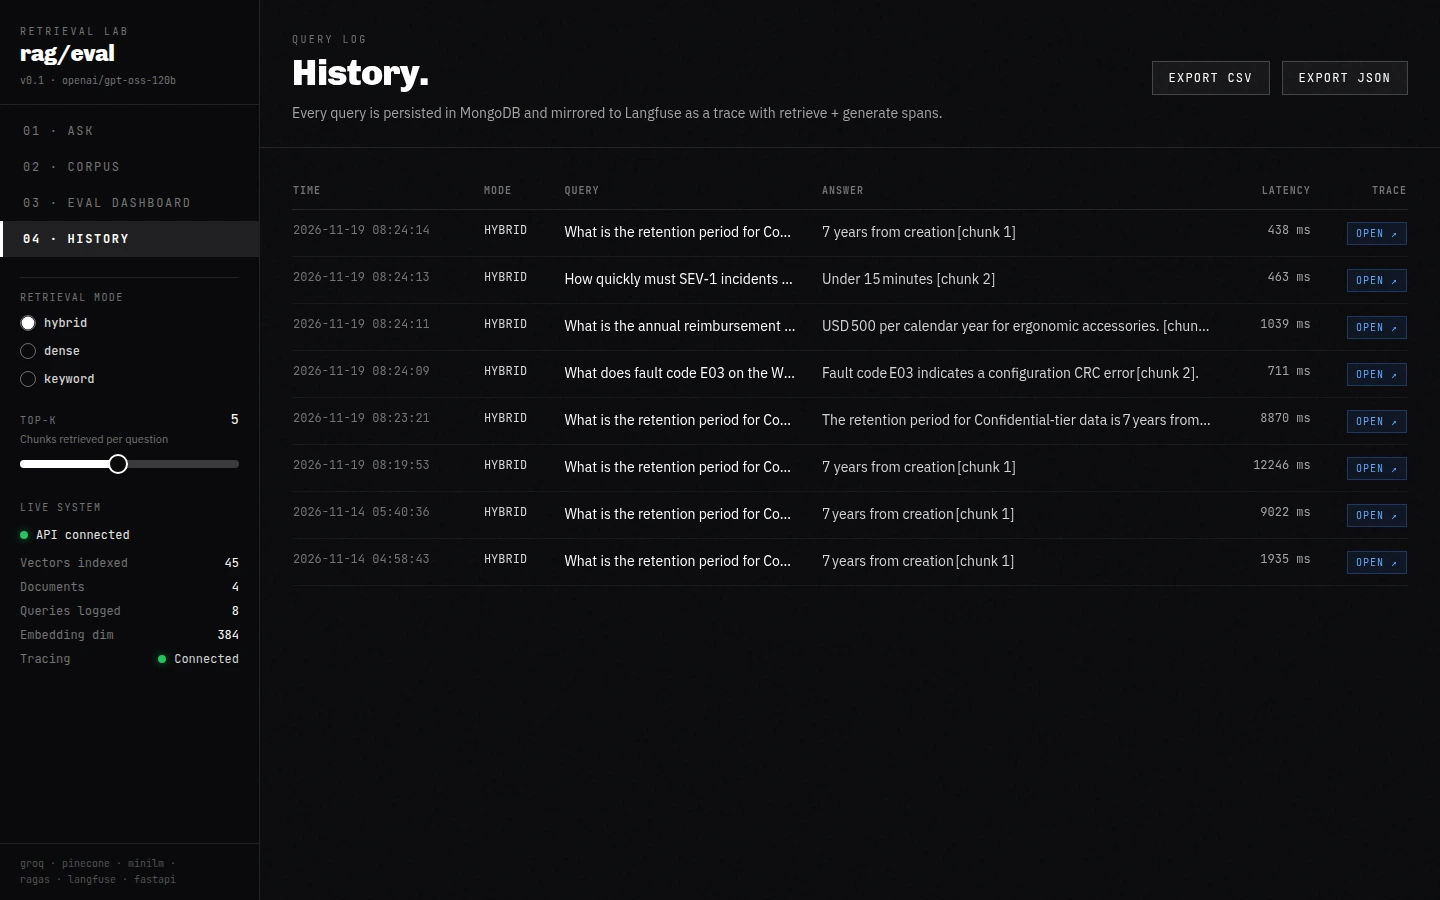 RETRIEVAL LAB
rag/eval
v0.1 · openai/gpt-oss-120b
01 · ASK
02 · CORPUS
03 · EVAL DASHBOARD
04 · HISTORY
RETRIEVAL MODE
hybrid
dense
keyword
TOP-K 5
Chunks retrieved per question
LIVE SYSTEM
API connected
Vectors indexed 45
Documents 4
Queries logged 8
Embedding dim 384
Tracing Connected
groq · pinecone · minilm ·
ragas · langfuse · fastapi
QUERY LOG
History.
Every query is persisted in MongoDB and mirrored to Langfuse as a trace with retrieve + generate spans.
EXPORT CSV EXPORT JSON
TIME MODE QUERY ANSWER LATENCY TRACE
2026-11-19 08:24:14 HYBRID What is the retention period for Co... 7 years from creation [chunk 1] 438 ms OPEN ↗
2026-11-19 08:24:13 HYBRID How quickly must SEV-1 incidents ... Under 15 minutes [chunk 2] 463 ms OPEN ↗
2026-11-19 08:24:11 HYBRID What is the annual reimbursement ... USD 500 per calendar year for ergonomic accessories. [chun... 1039 ms OPEN ↗
2026-11-19 08:24:09 HYBRID What does fault code E03 on the W... Fault code E03 indicates a configuration CRC error [chunk 2]. 711 ms OPEN ↗
2026-11-19 08:23:21 HYBRID What is the retention period for Co... The retention period for Confidential-tier data is 7 years from... 8870 ms OPEN ↗
2026-11-19 08:19:53 HYBRID What is the retention period for Co... 7 years from creation [chunk 1] 12246 ms OPEN ↗
2026-11-14 05:40:36 HYBRID What is the retention period for Co... 7 years from creation [chunk 1] 9022 ms OPEN ↗
2026-11-14 04:58:43 HYBRID What is the retention period for Co... 7 years from creation [chunk 1] 1935 ms OPEN ↗